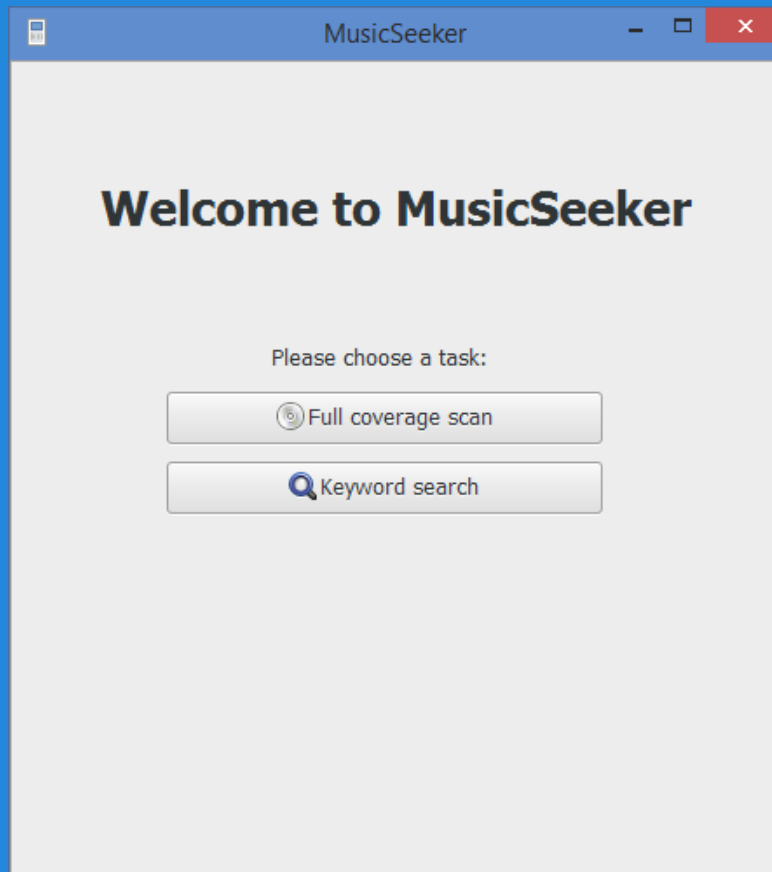 MusicSeeker
Welcome to MusicSeeker
Please choose a task:
Full coverage scan
Keyword search